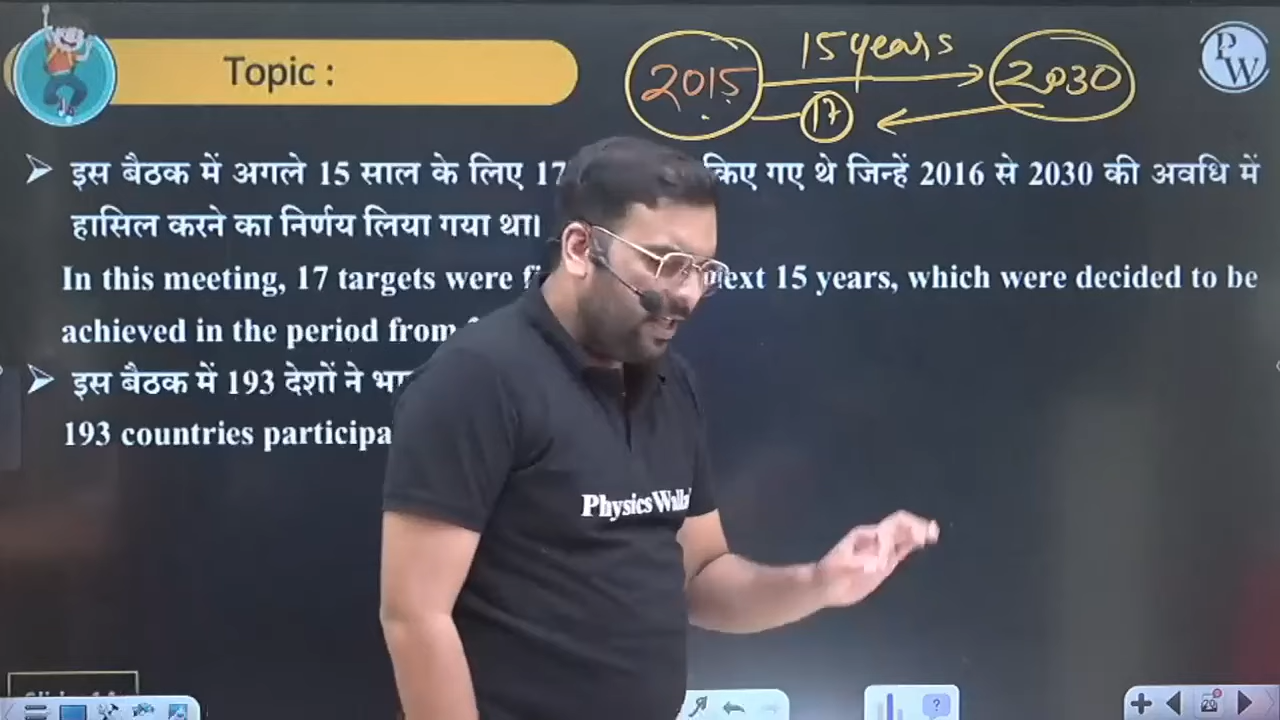 Topic :
15 years
2015
2030
17
PW
इस बैठक में अगले 15 साल के लिए 17 किए गए थे जिन्हें 2016 से 2030 की अवधि में
हासिल करने का निर्णय लिया गया था।
In this meeting, 17 targets were next 15 years, which were decided to be
achieved in the period from
इस बैठक में 193 देशों ने
193 countries
Physics Walla
?